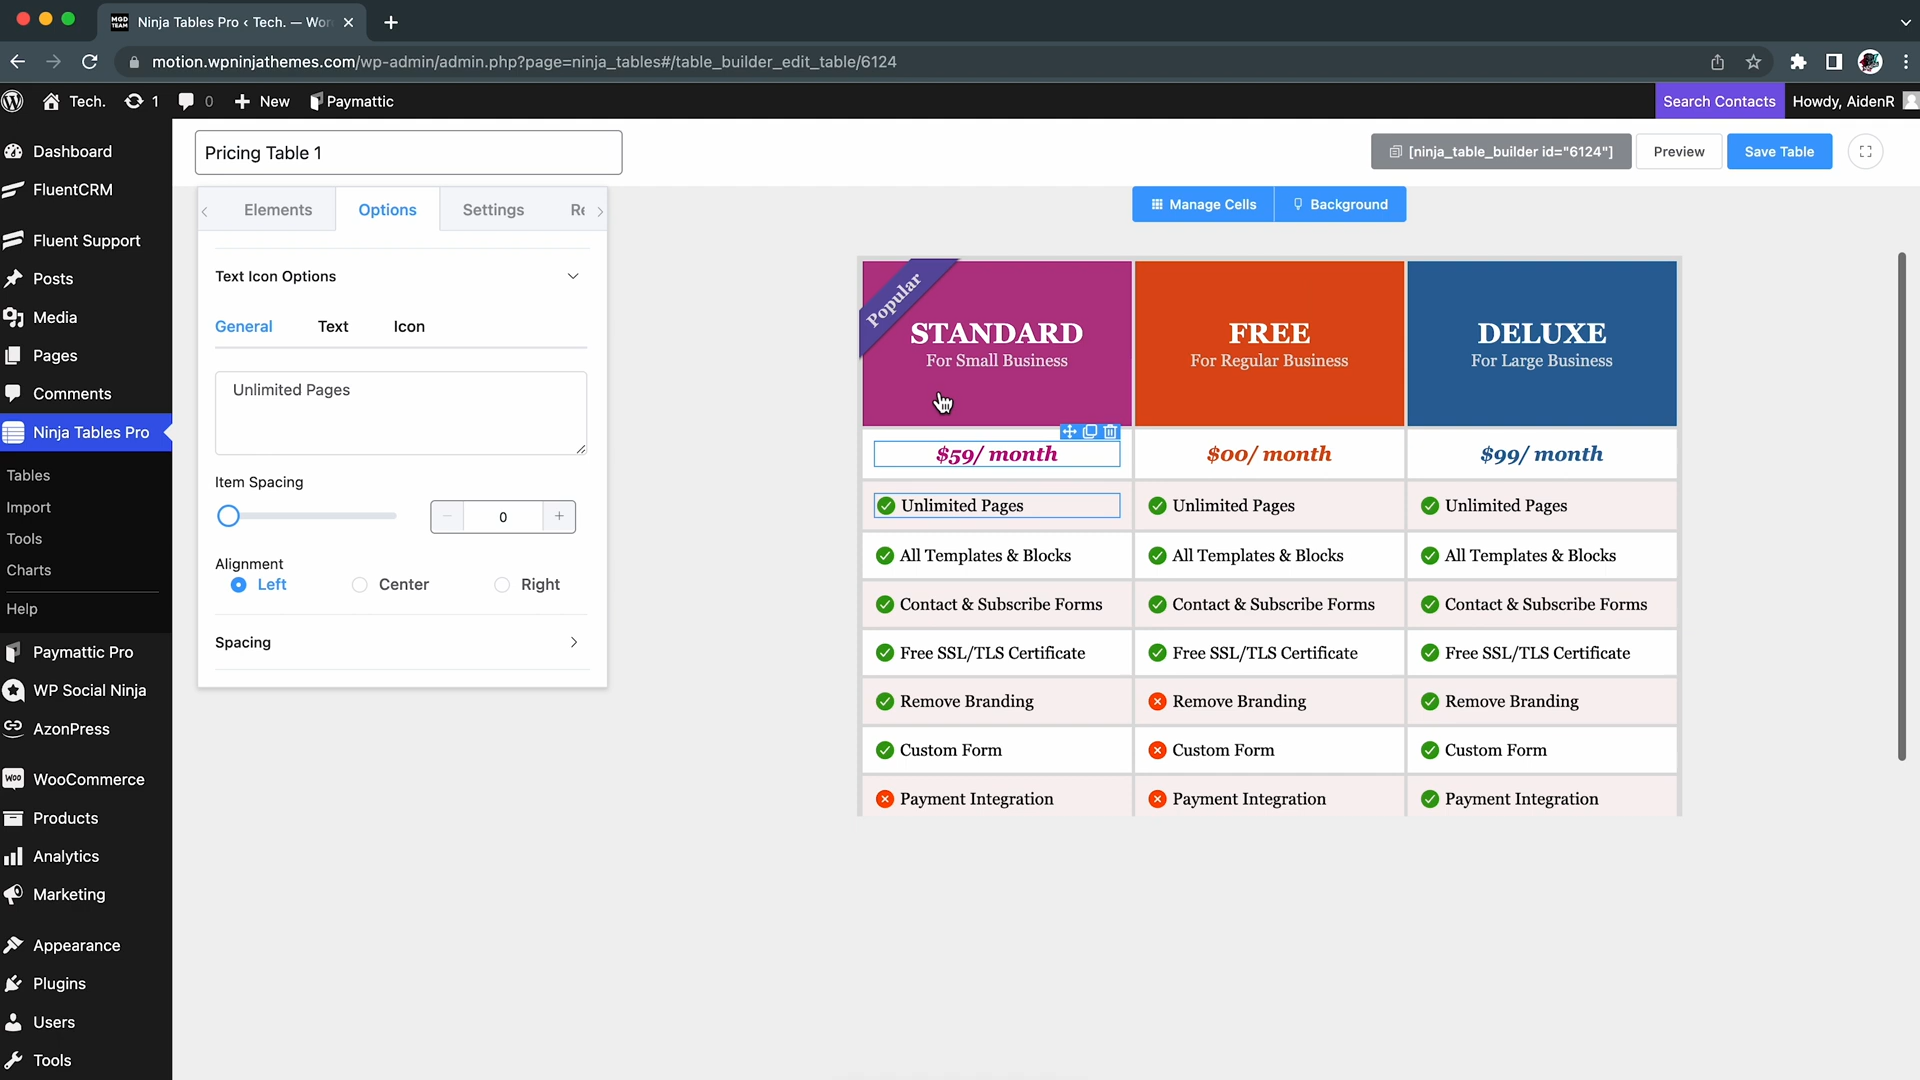 MGD
TEAM
Ninja Tables Pro ‹ Tech. — Wor
motion.wpninjathemes.com/wp-admin/admin.php?page=ninja_tables#/table_builder_edit_table/6124
Tech. 1 0 New Paymattic Search Contacts Howdy, AidenR
Dashboard
FluentCRM
Fluent Support
Posts
Media
Pages
Comments
Ninja Tables Pro
Tables
Import
Tools
Charts
Help
Paymattic Pro
WP Social Ninja
AzonPress
Woo WooCommerce
Products
Analytics
Marketing
Appearance
Plugins
Users
Tools
Pricing Table 1
[ninja_table_builder id="6124"] Preview Save Table
Elements Options Settings Re
Text Icon Options
General Text Icon
Unlimited Pages
Item Spacing
0
Alignment
Left Center Right
Spacing
Manage Cells Background
Popular
STANDARD FREE DELUXE
For Small Business For Regular Business For Large Business
$59/ month $00/ month $99/ month
Unlimited Pages Unlimited Pages Unlimited Pages
All Templates & Blocks All Templates & Blocks All Templates & Blocks
Contact & Subscribe Forms Contact & Subscribe Forms Contact & Subscribe Forms
Free SSL/TLS Certificate Free SSL/TLS Certificate Free SSL/TLS Certificate
Remove Branding Remove Branding Remove Branding
Custom Form Custom Form Custom Form
Payment Integration Payment Integration Payment Integration